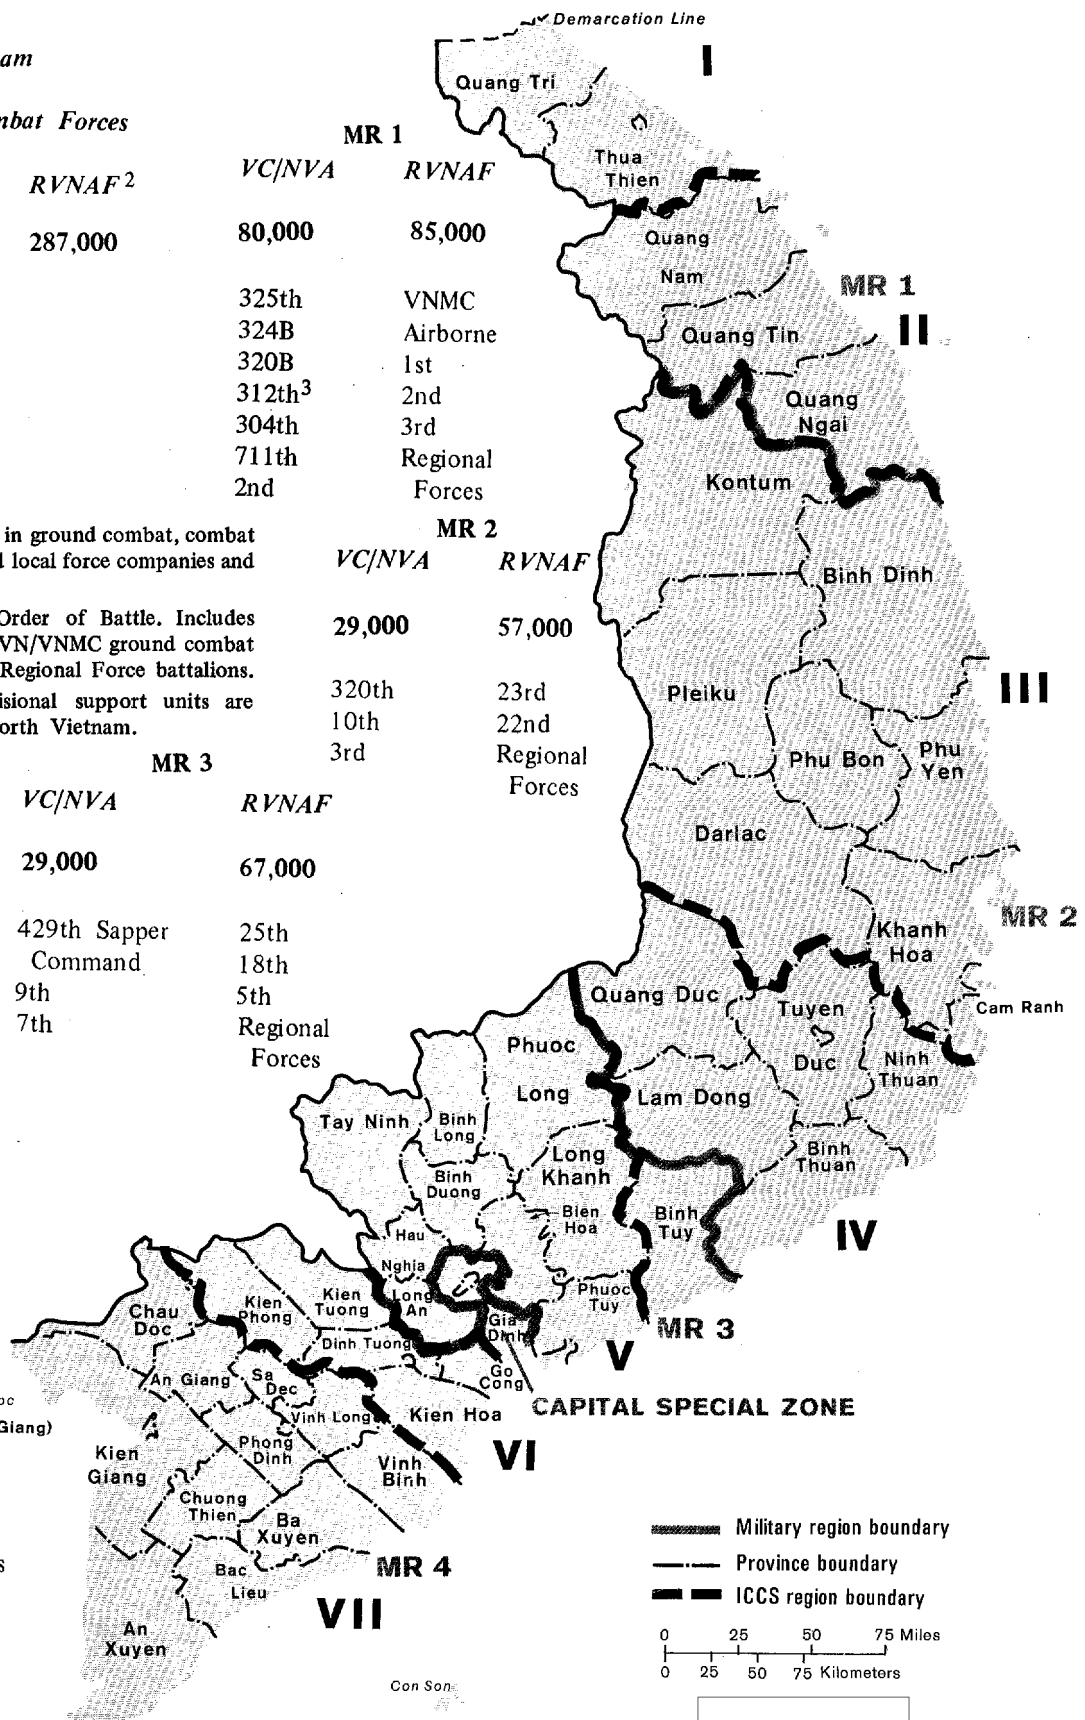 Demarcation Line
am
I
Quang Tri
nbat Forces
MR 1
VC/NVA RVNAF
RVNAF 2
80,000 85,000
287,000
Thua
Thien
Quang
Nam
MR 1
II
325th VNMC
324B Airborne
320B 1st
312th3 2nd
304th 3rd
711th Regional
2nd Forces
Quang Tin
Quang
Ngai
Kontum
in ground combat, combat
l local force companies and
Order of Battle. Includes
VN/VNMC ground combat
Regional Force battalions.
isional support units are
orth Vietnam.
MR 2
VC/NVA RVNAF
29,000 57,000
320th 23rd
10th 22nd
3rd Regional
Forces
Binh Dinh
Pleiku
III
Phu Bon
Phu
Yen
Darlac
MR 2
Khanh
Hoa
Cam Ranh
MR 3
VC/NVA RVNAF
29,000 67,000
429th Sapper 25th
Command 18th
9th 5th
7th Regional
Forces
Quang Duc
Tuyen
Duc
Ninh
Thuan
Phuoc
Long
Lam Dong
Tay Ninh
Binh
Long
Long
Khanh
Binh
Thuan
Binh
Duong
Bien
Hoa
Binh
Tuy
IV
Hau
Nghia
Phuoc
Tuy
MR 3
V
Long
An
Gia
Dinh
Kien
Tuong
Kien
Phong
Chau
Doc
Dinh Tuong
Go
Cong
CAPITAL SPECIAL ZONE
An Giang
Sa
Dec
Vinh Long
Kien Hoa
oc
Giang)
Kien
Giang
Phong
Dinh
Vinh
Binh
VI
Chuong
Thien
Ba
Xuyen
MR 4
Bac
Lieu
VII
s
An
Xuyen
Con Son
Military region boundary
Province boundary
ICCS region boundary
0 25 50 75 Miles
0 25 50 75 Kilometers